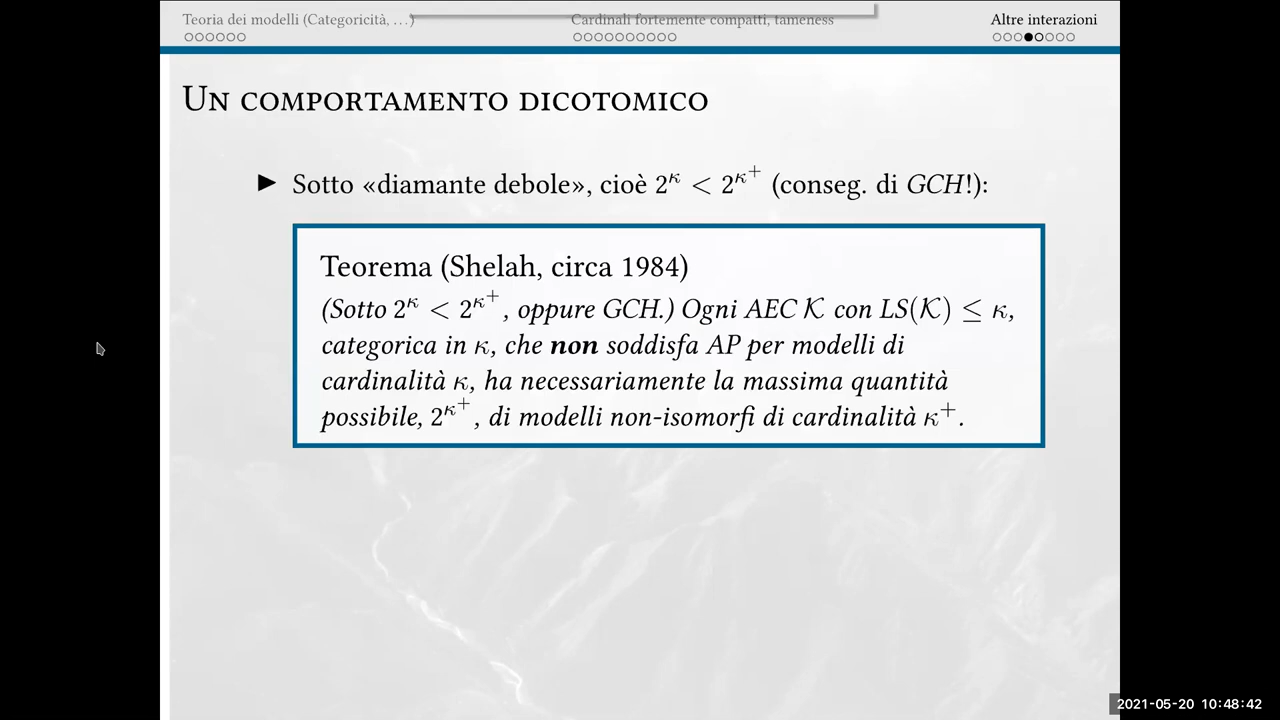 Teoria dei modelli (Categoricità, …) Cardinali fortemente compatti, tameness Altre interazioni
Un comportamento dicotomico
► Sotto «diamante debole», cioè 2^κ < 2^{κ^+} (conseg. di GCH!):
Teorema (Shelah, circa 1984)
(Sotto 2^κ < 2^{κ^+}, oppure GCH.) Ogni AEC 𝒦 con LS(𝒦) ≤ κ,
categorica in κ, che non soddisfa AP per modelli di
cardinalità κ, ha necessariamente la massima quantità
possibile, 2^{κ^+}, di modelli non-isomorfi di cardinalità κ^+.
2021-05-20 10:48:42